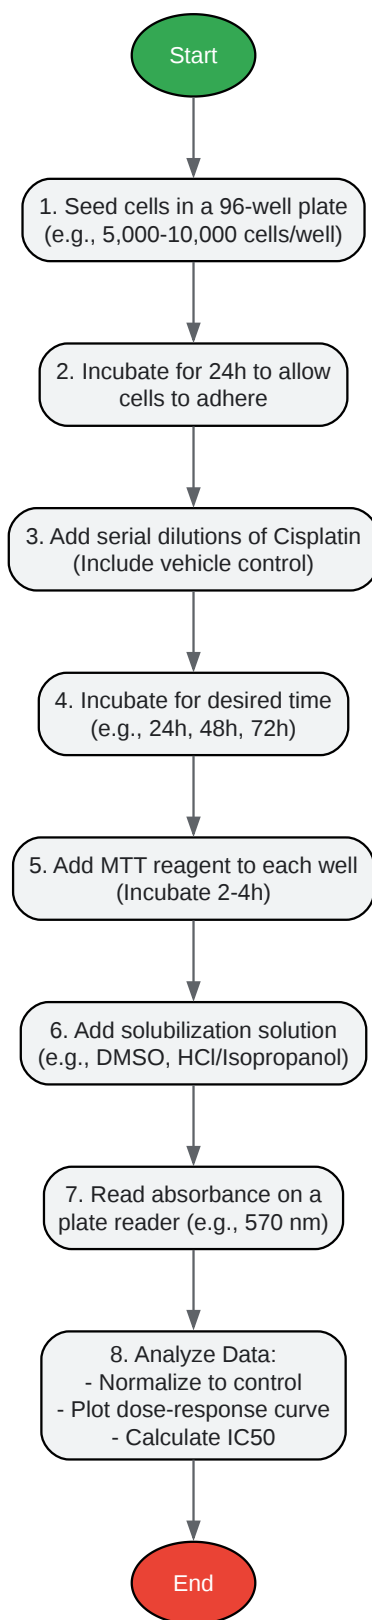 Start
1. Seed cells in a 96-well plate
(e.g., 5,000-10,000 cells/well)
2. Incubate for 24h to allow
cells to adhere
3. Add serial dilutions of Cisplatin
(Include vehicle control)
4. Incubate for desired time
(e.g., 24h, 48h, 72h)
5. Add MTT reagent to each well
(Incubate 2-4h)
6. Add solubilization solution
(e.g., DMSO, HCl/Isopropanol)
7. Read absorbance on a
plate reader (e.g., 570 nm)
8. Analyze Data:
- Normalize to control
- Plot dose-response curve
- Calculate IC50
End